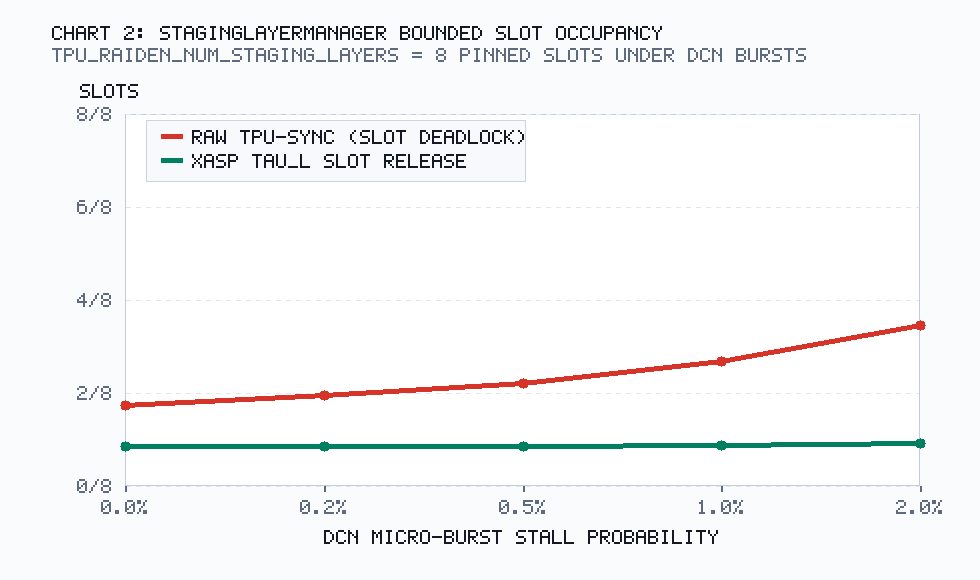 CHART 2: STAGINGLAYERMANAGER BOUNDED SLOT OCCUPANCY
TPU_RAIDEN_NUM_STAGING_LAYERS = 8 PINNED SLOTS UNDER DCN BURSTS
SLOTS
8/8
RAW TPU-SYNC (SLOT DEADLOCK)
XASP TAU_L SLOT RELEASE
6/8
4/8
2/8
0/8
0.0% 0.2% 0.5% 1.0% 2.0%
DCN MICRO-BURST STALL PROBABILITY